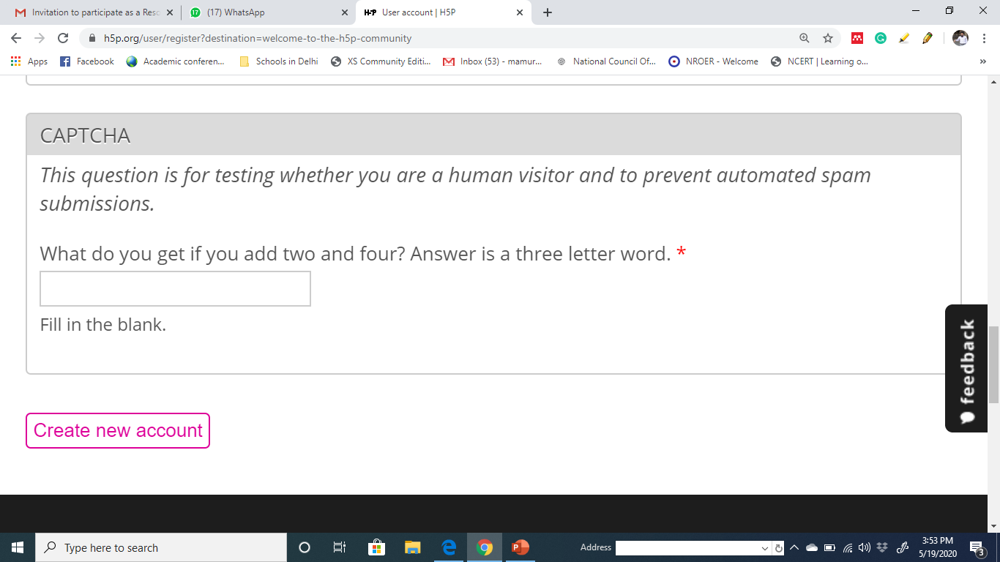 Invitation to participate as a Reso
(17) WhatsApp
H-P User account | H5P
h5p.org/user/register?destination=welcome-to-the-h5p-community
Apps
Facebook
Academic conferen...
Schools in Delhi
XS Community Editi...
Inbox (53) - mamur...
National Council Of...
NROER - Welcome
NCERT | Learning o...
CAPTCHA
This question is for testing whether you are a human visitor and to prevent automated spam
submissions.
What do you get if you add two and four? Answer is a three letter word. *
Fill in the blank.
feedback
Create new account
Type here to search
Address
3:53 PM
5/19/2020
3